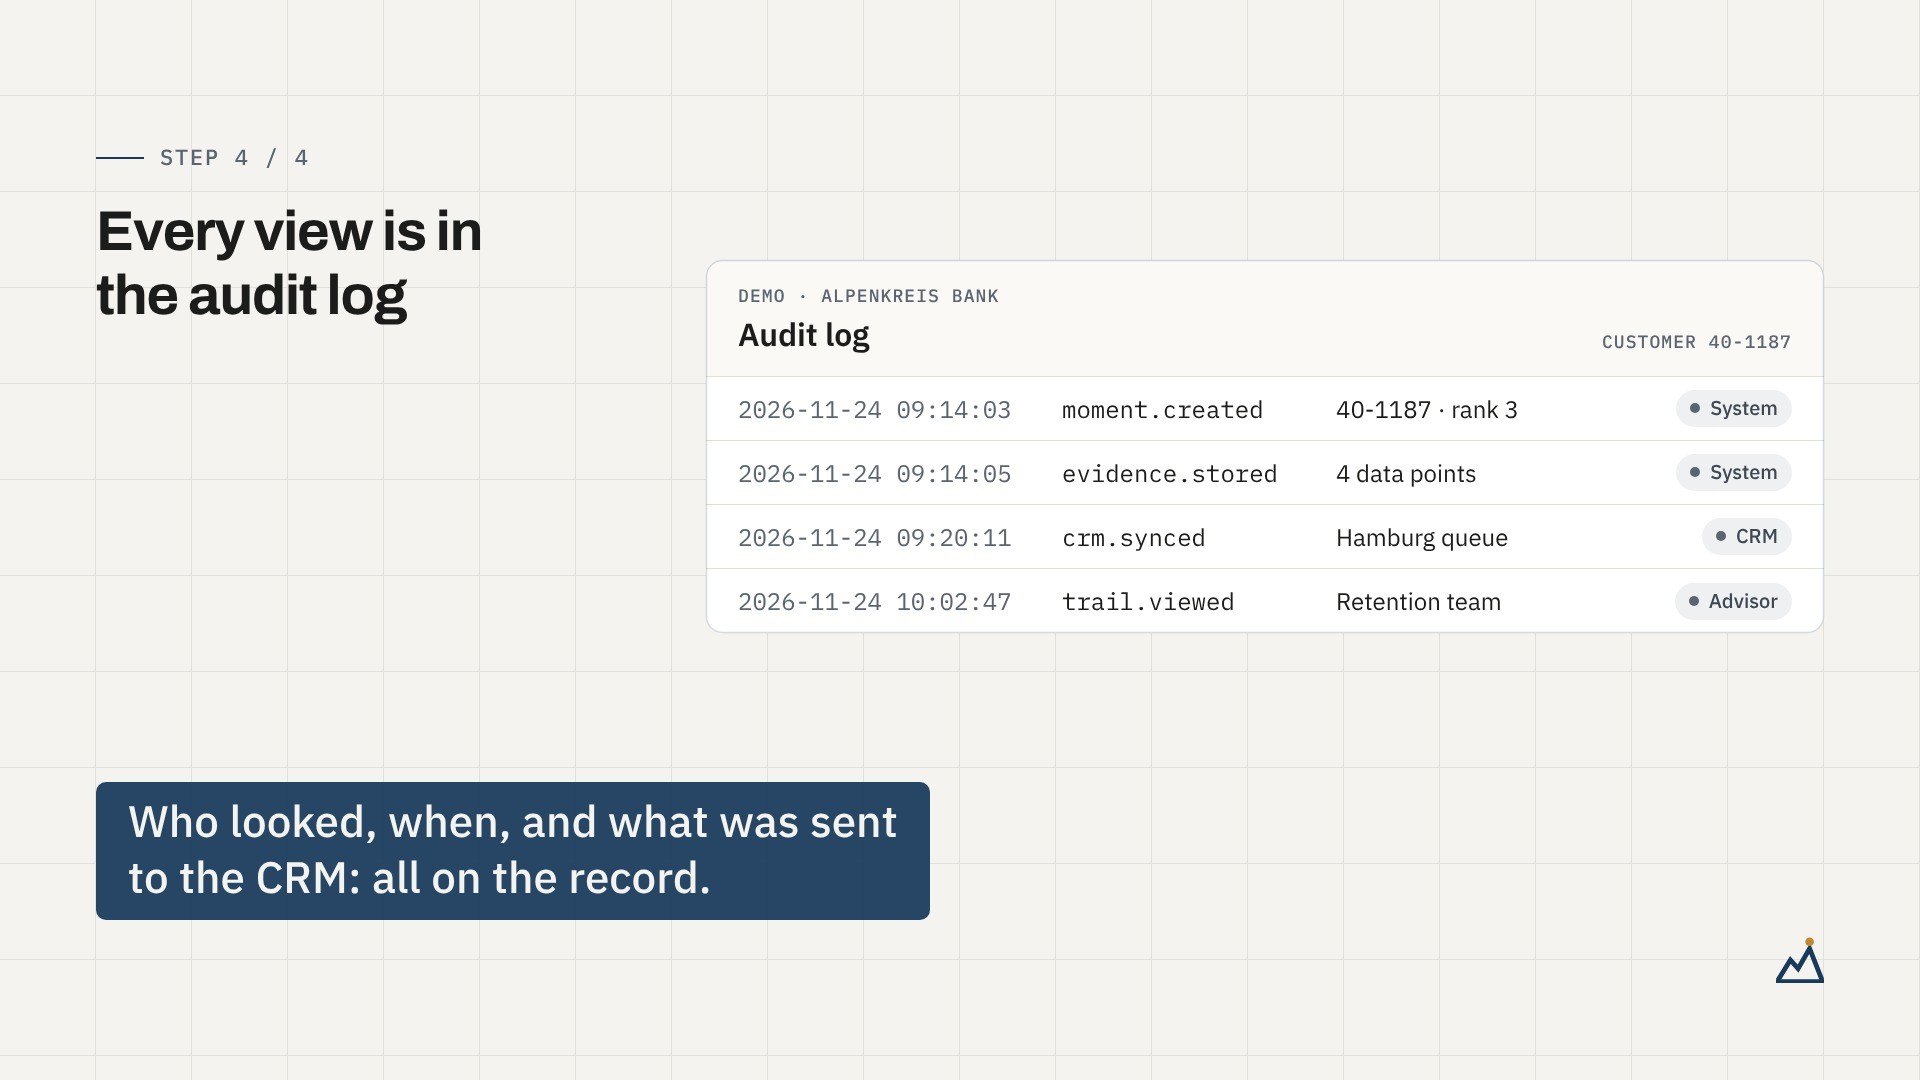 STEP 4 / 4
Every view is in
the audit log
DEMO · ALPENKREIS BANK
Audit log
CUSTOMER 40-1187
2026-11-24 09:14:03 moment.created 40-1187 · rank 3 System
2026-11-24 09:14:05 evidence.stored 4 data points System
2026-11-24 09:20:11 crm.synced Hamburg queue CRM
2026-11-24 10:02:47 trail.viewed Retention team Advisor
Who looked, when, and what was sent
to the CRM: all on the record.